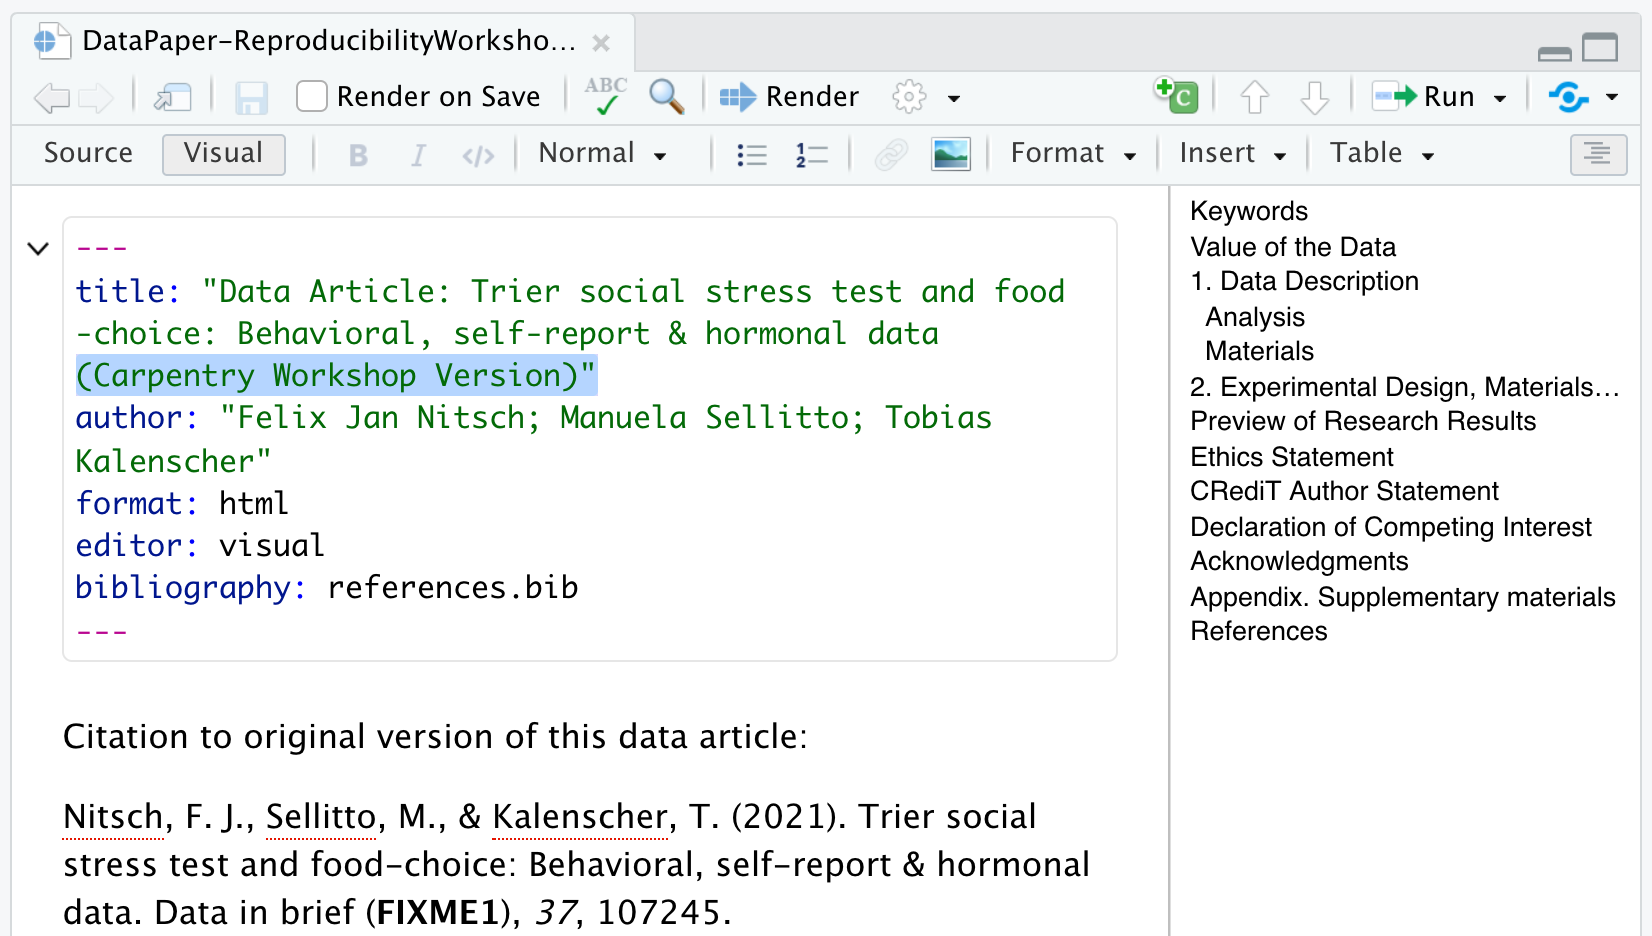 DataPaper-ReproducibilityWorksho...
Render on Save
ABC
Render
C
Run
Source
Visual
B
I
</>
Normal
1
2
Format
Insert
Table
---
title: "Data Article: Trier social stress test and food
-choice: Behavioral, self-report & hormonal data
(Carpentry Workshop Version)"
author: "Felix Jan Nitsch; Manuela Sellitto; Tobias
Kalenscher"
format: html
editor: visual
bibliography: references.bib
---
Citation to original version of this data article:
Nitsch, F. J., Sellitto, M., & Kalenscher, T. (2021). Trier social
stress test and food-choice: Behavioral, self-report & hormonal
data. Data in brief (FIXME1), 37, 107245.
Keywords
Value of the Data
1. Data Description
Analysis
Materials
2. Experimental Design, Materials...
Preview of Research Results
Ethics Statement
CRediT Author Statement
Declaration of Competing Interest
Acknowledgments
Appendix. Supplementary materials
References